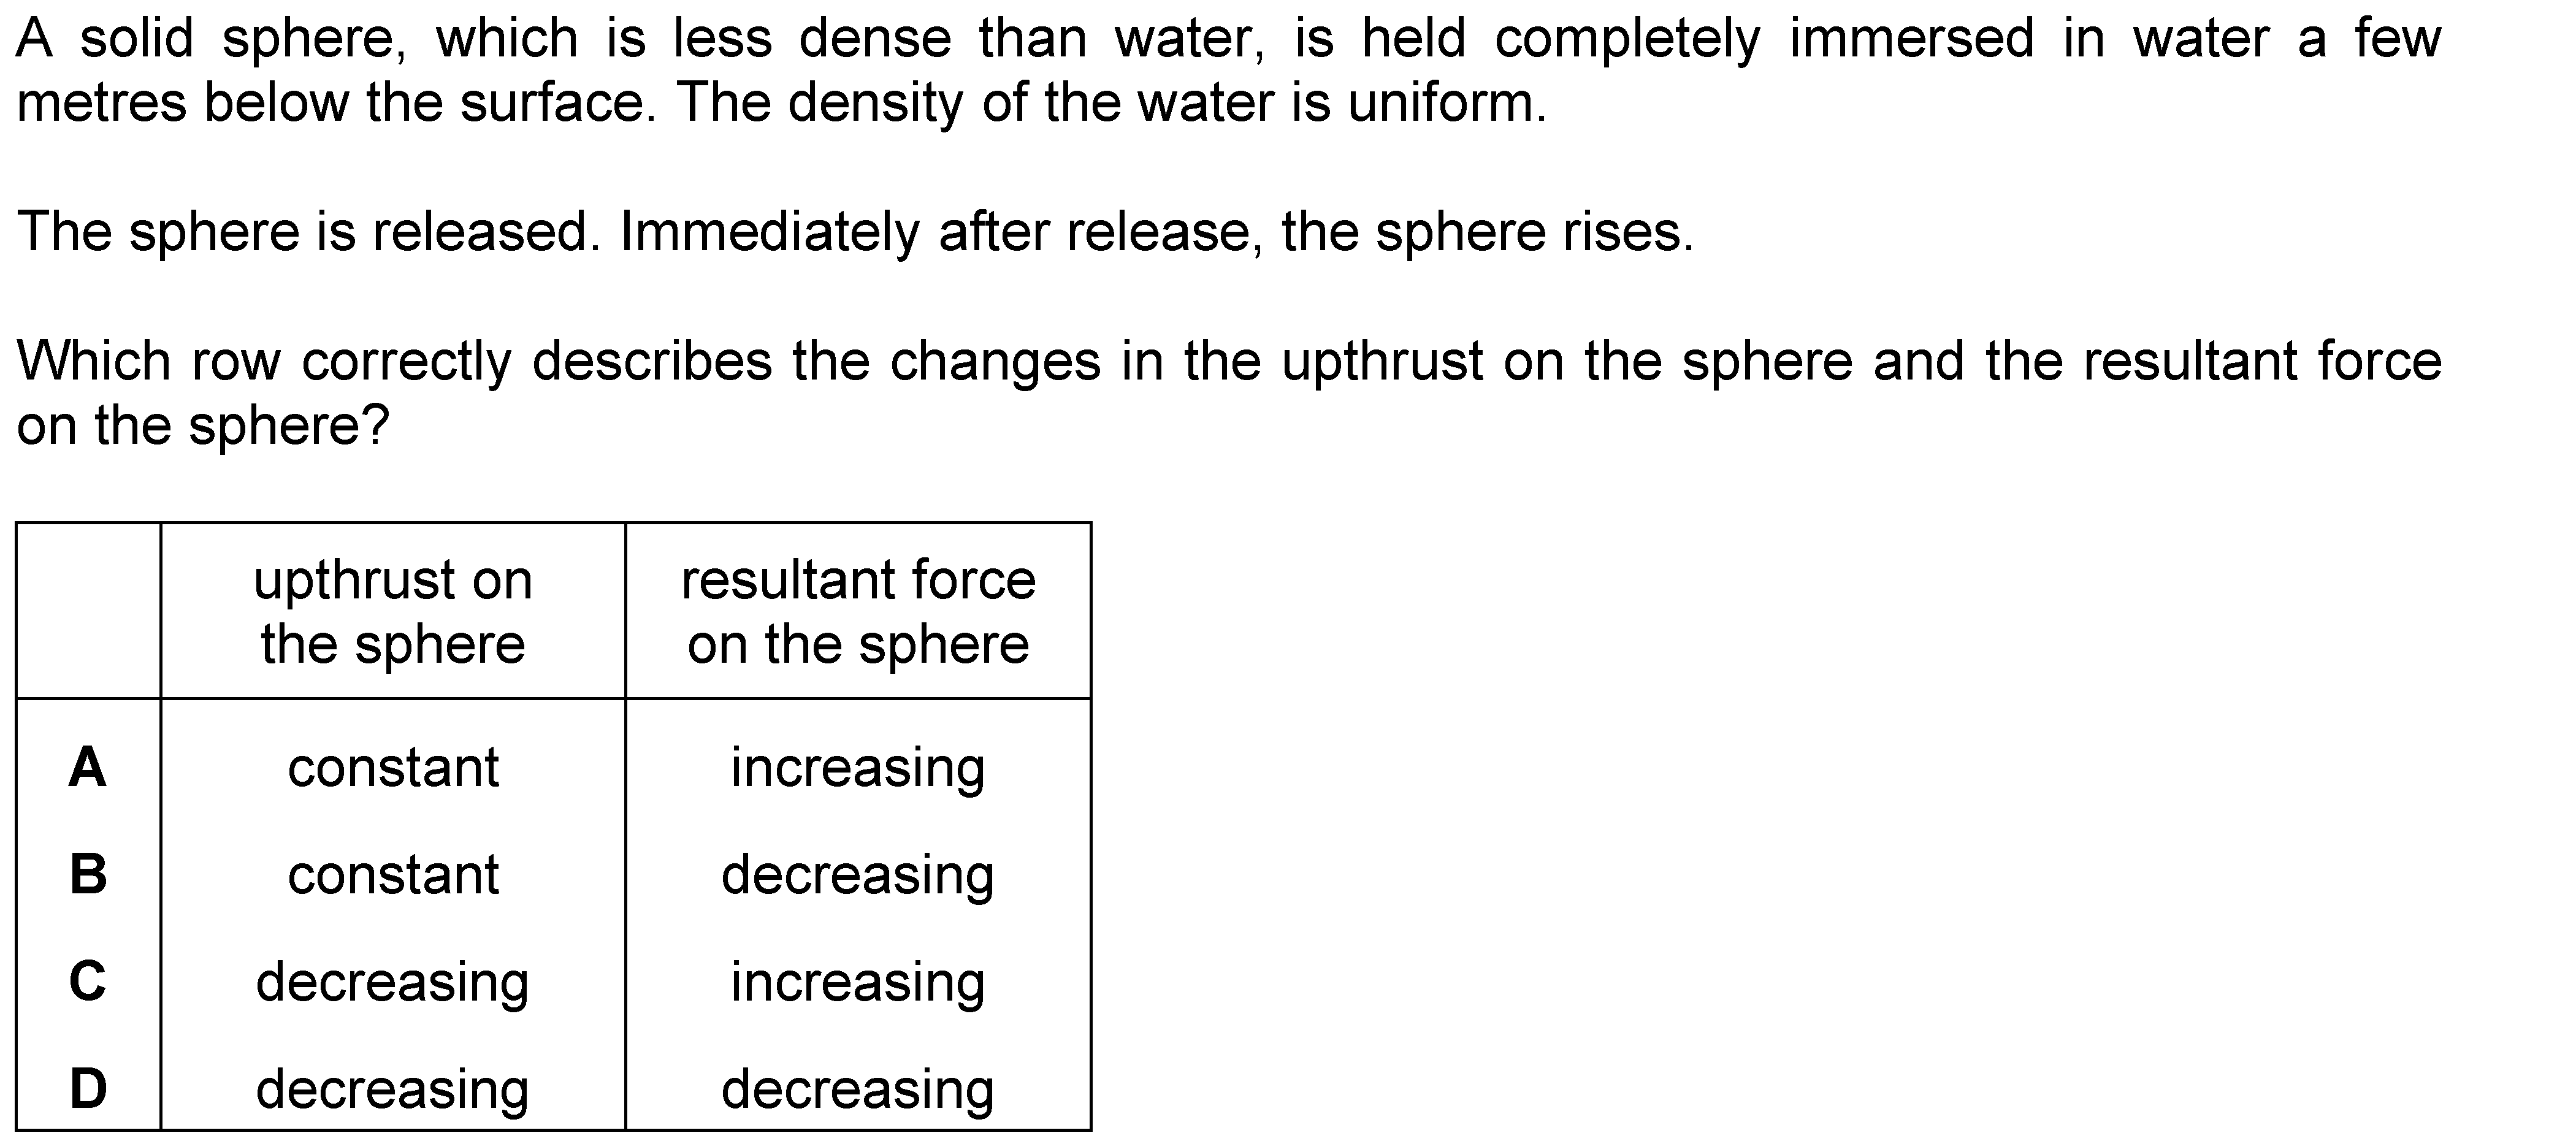 A solid sphere, which is less dense than water, is held completely immersed in water a few
metres below the surface. The density of the water is uniform.
The sphere is released. Immediately after release, the sphere rises.
Which row correctly describes the changes in the upthrust on the sphere and the resultant force
on the sphere?
upthrust on resultant force
the sphere on the sphere
A constant increasing
B constant decreasing
C decreasing increasing
D decreasing decreasing